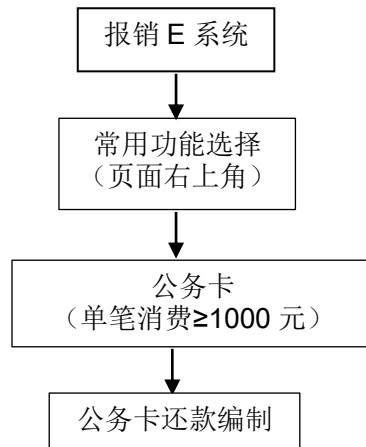 报销 E 系统
常用功能选择
（页面右上角）
公务卡
（单笔消费≥1000 元）
公务卡还款编制